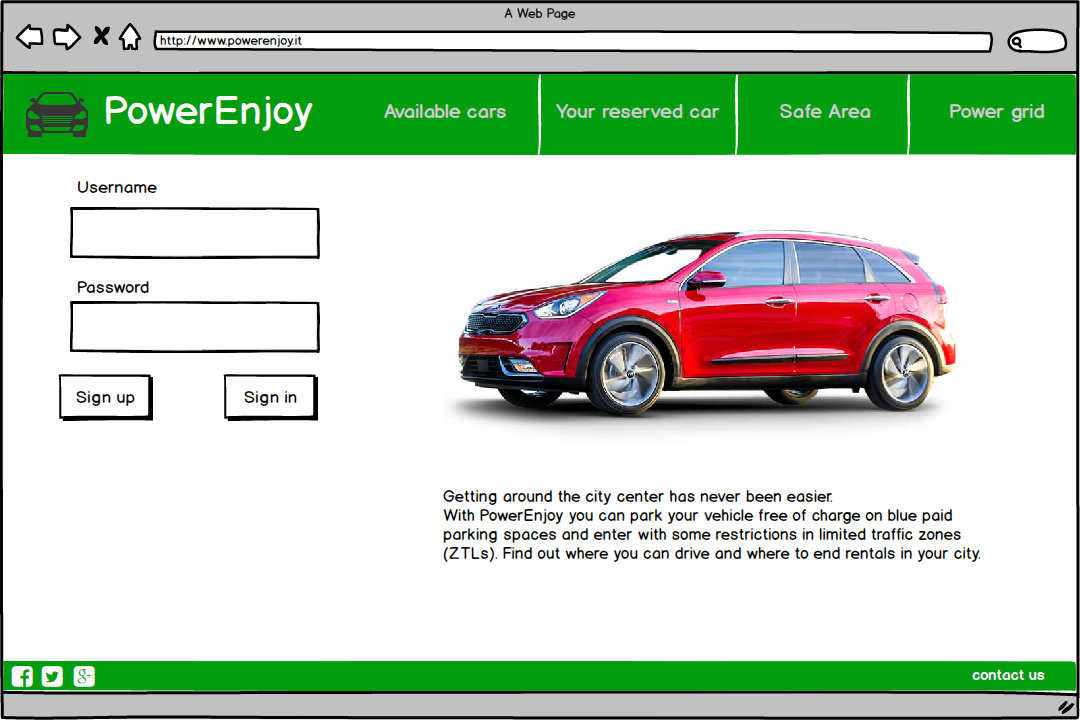 A Web Page
http://www.powerenjoy.it
PowerEnjoy
Available cars
Your reserved car
Safe Area
Power grid
Username
Password
Sign up
Sign in
Getting around the city center has never been easier.
With PowerEnjoy you can park your vehicle free of charge on blue paid
parking spaces and enter with some restrictions in limited traffic zones
(ZTLs). Find out where you can drive and where to end rentals in your city.
contact us